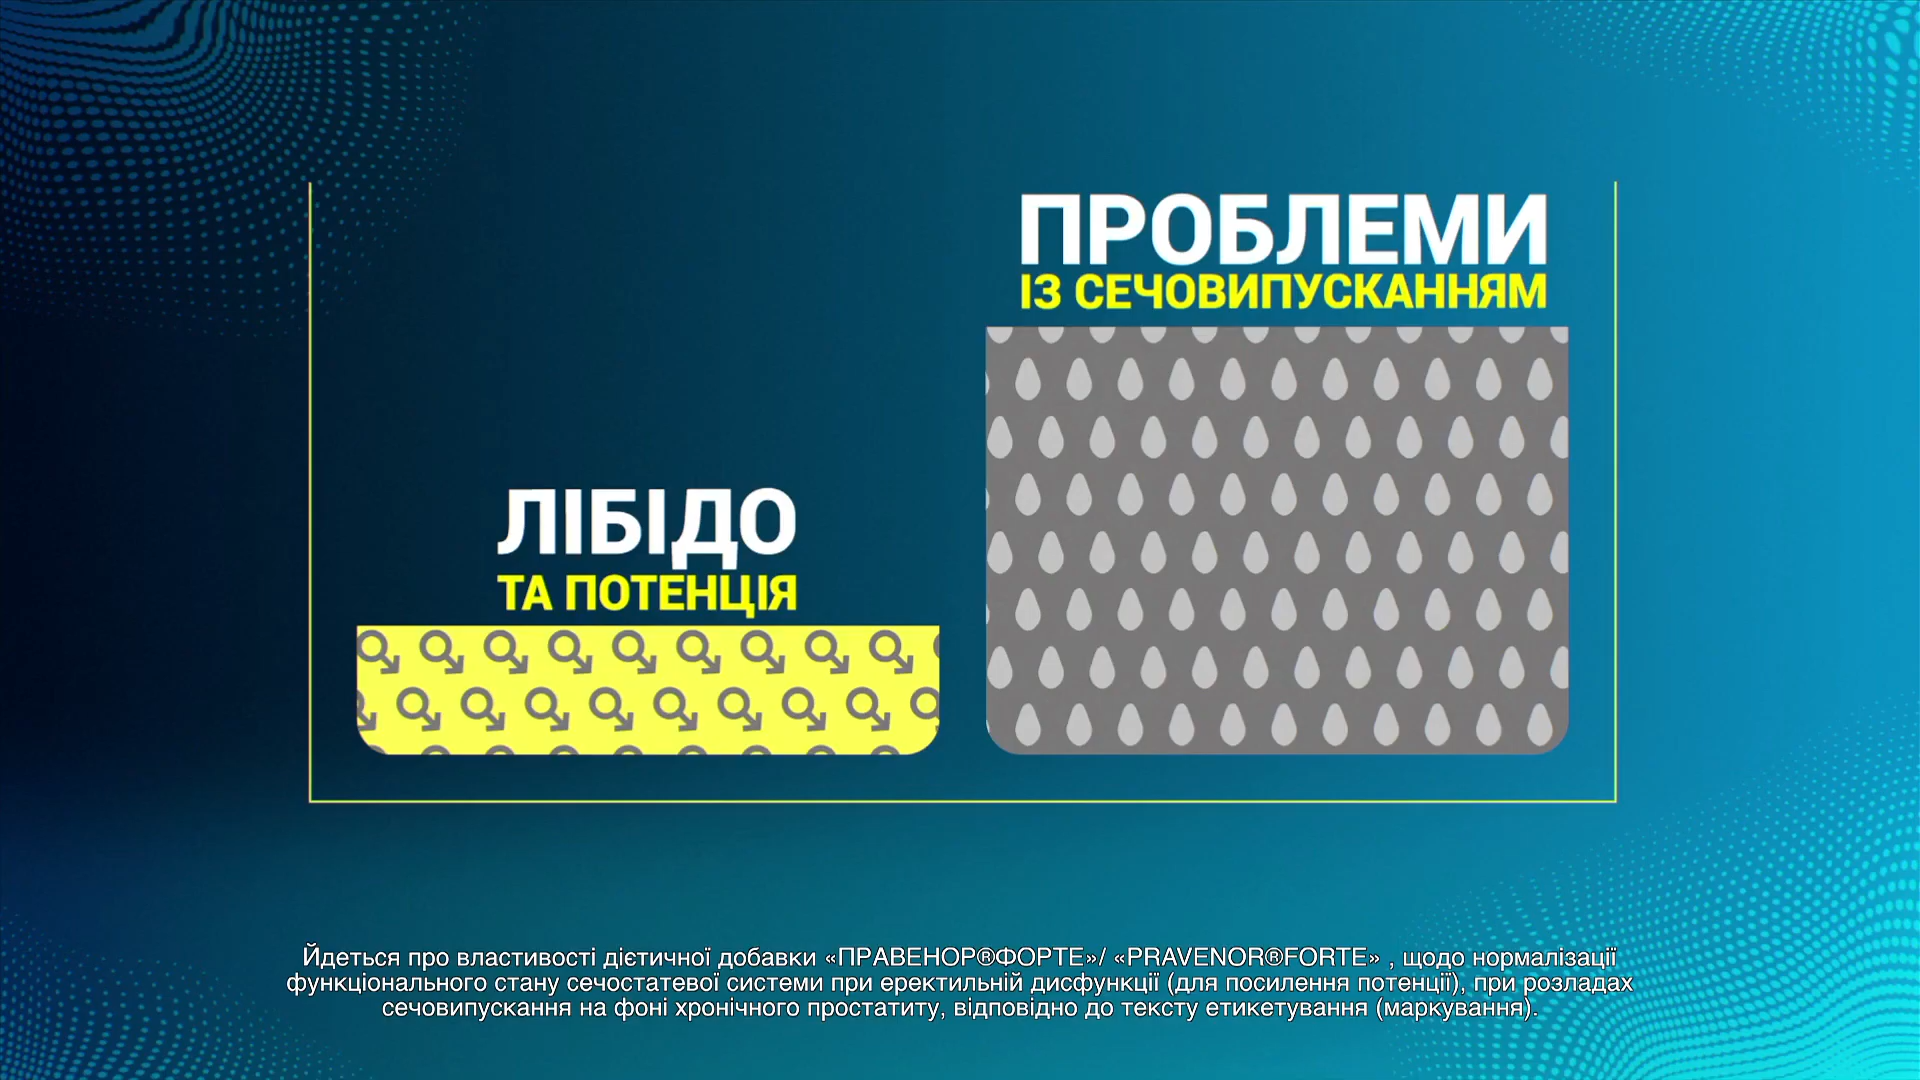 ПРОБЛЕМИ
ІЗ СЕЧОВИПУСКАННЯМ
ЛІБІДО
ТА ПОТЕНЦІЯ
Йдеться про властивості дієтичної добавки «ПРАВЕНОР®ФОРТЕ»/ «PRAVENOR®FORTE» , щодо нормалізації
функціонального стану сечостатевої системи при еректильній дисфункції (для посилення потенції), при розладах
сечовипускання на фоні хронічного простатиту, відповідно до тексту етикетування (маркування).